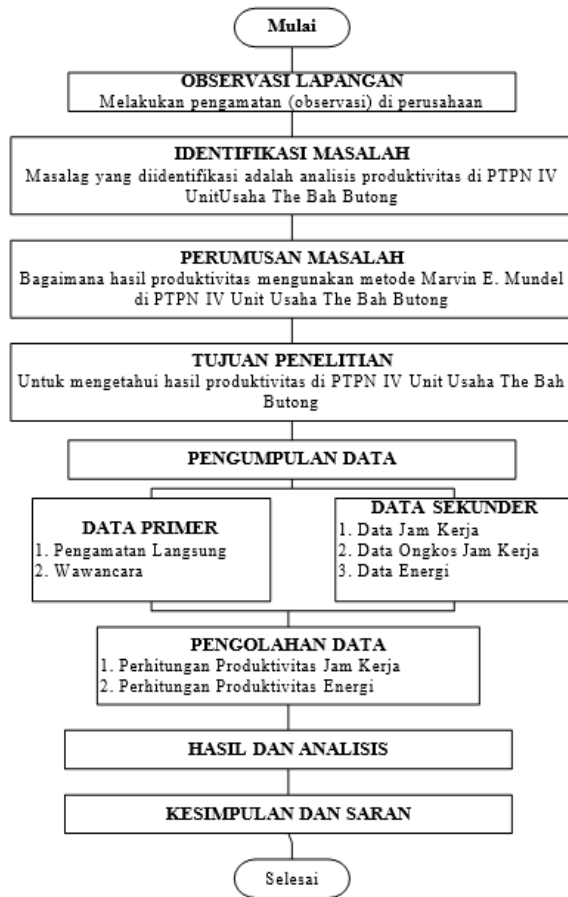 Mulai
OBSERVASI LAPANGAN
Melakukan pengamatan (observasi) di perusahaan
IDENTIFIKASI MASALAH
Masalag yang diidentifikasi adalah analisis produktivitas di PTPN IV
UnitUsaha The Bah Butong
PERUMUSAN MASALAH
Bagaimana hasil produktivitas mengunakan metode Marvin E. Mundel
di PTPN IV Unit Usaha The Bah Butong
TUJUAN PENELITIAN
Untuk mengetahui hasil produktivitas di PTPN IV Unit Usaha The Bah
Butong
PENGUMPULAN DATA
DATA PRIMER
1. Pengamatan Langsung
2. Wawancara
DATA SEKUNDER
1. Data Jam Kerja
2. Data Ongkos Jam Kerja
3. Data Energi
PENGOLAHAN DATA
1. Perhitungan Produktivitas Jam Kerja
2. Perhitungan Produktivitas Energi
HASIL DAN ANALISIS
KESIMPULAN DAN SARAN
Selesai